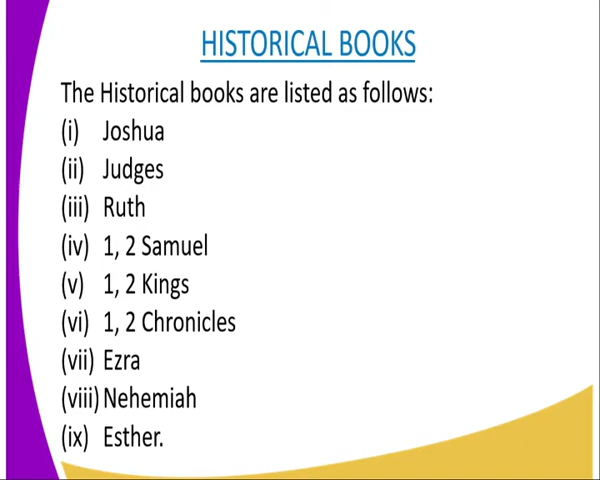 HISTORICAL BOOKS
The Historical books are listed as follows:
(i) Joshua
(ii) Judges
(iii) Ruth
(iv) 1, 2 Samuel
(v) 1, 2 Kings
(vi) 1, 2 Chronicles
(vii) Ezra
(viii) Nehemiah
(ix) Esther.